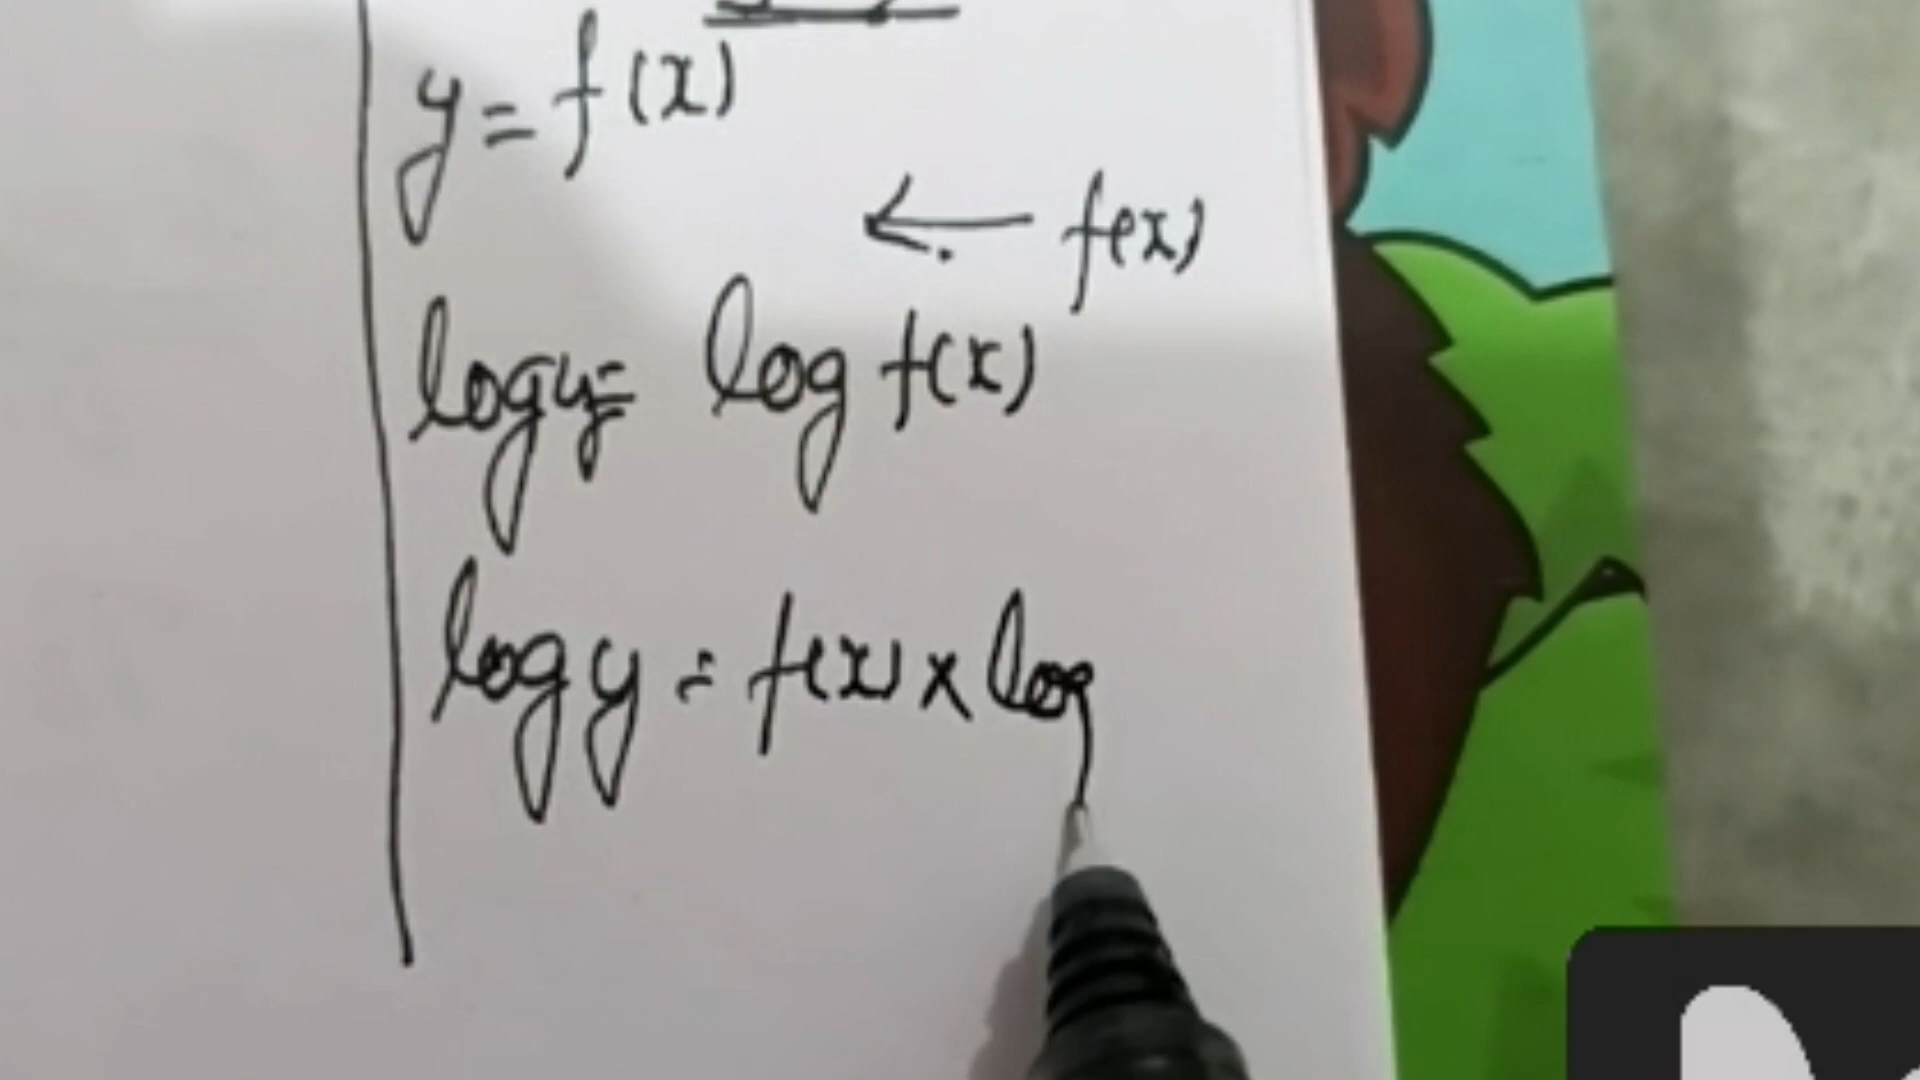 y = f(x)
← f(x)
log y = log f(x)
log y = f(x) × log